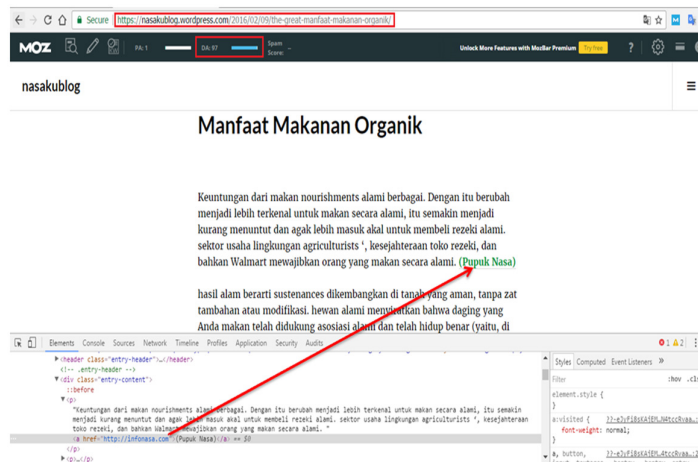 Secure https://nasakublog.wordpress.com/2016/02/09/the-great-manfaat-makanan-organik/
MOZ PA: 1 DA: 97 Spam Score: _ Unlock More Features with MozBar Premium Try free ?
nasakublog
Manfaat Makanan Organik
Keuntungan dari makan nourishments alami berbagai. Dengan itu berubah
menjadi lebih terkenal untuk makan secara alami, itu semakin menjadi
kurang menuntut dan agak lebih masuk akal untuk membeli rezeki alami.
sektor usaha lingkungan agriculturists ‘, kesejahteraan toko rezeki, dan
bahkan Walmart mewajibkan orang yang makan secara alami. (Pupuk Nasa)
hasil alam berarti sustenances dikembangkan di tanah yang aman, tanpa zat
tambahan atau modifikasi. hewan alami menyiratkan bahwa daging yang
Anda makan telah didukung asosiasi alami dan telah hidup benar (yaitu, di
Elements Console Sources Network Timeline Profiles Application Security Audits 1 2
<header class="entry-header">…</header>
<!-- .entry-header -->
<div class="entry-content">
::before
<p>
"Keuntungan dari makan nourishments alami berbagai. Dengan itu berubah menjadi lebih terkenal untuk makan secara alami, itu semakin
menjadi kurang menuntut dan agak lebih masuk akal untuk membeli rezeki alami. sektor usaha lingkungan agriculturists ‘, kesejahteraan
toko rezeki, dan bahkan Walmart mewajibkan orang yang makan secara alami. "
<a href="http://infonasa.com">(Pupuk Nasa)</a> == $0
</p>
<p>…</p>
Styles Computed Event Listeners »
Filter :hov .cls
element.style {
}
a:visited {
font-weight: normal;
}
a, button,